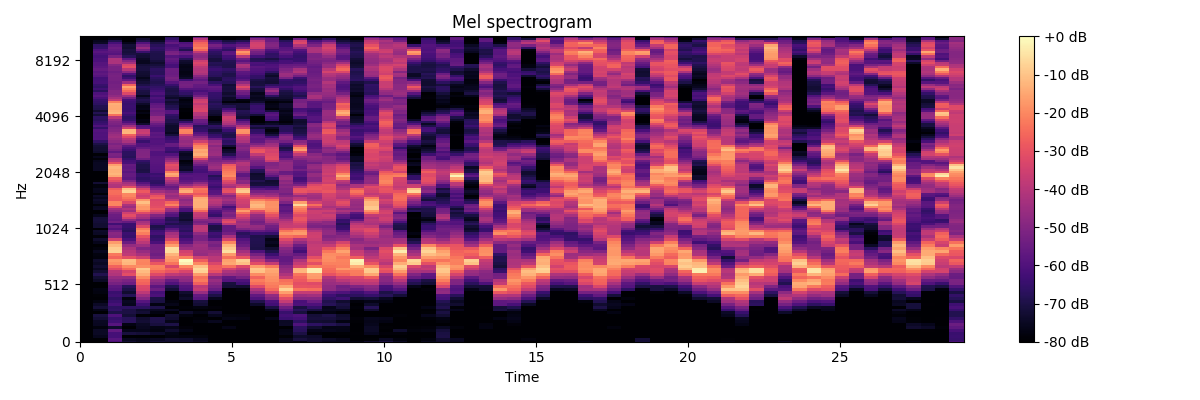 Mel spectrogram
Hz
8192
4096
2048
1024
512
0
0 5 10 15 20 25
Time
+0 dB
-10 dB
-20 dB
-30 dB
-40 dB
-50 dB
-60 dB
-70 dB
-80 dB